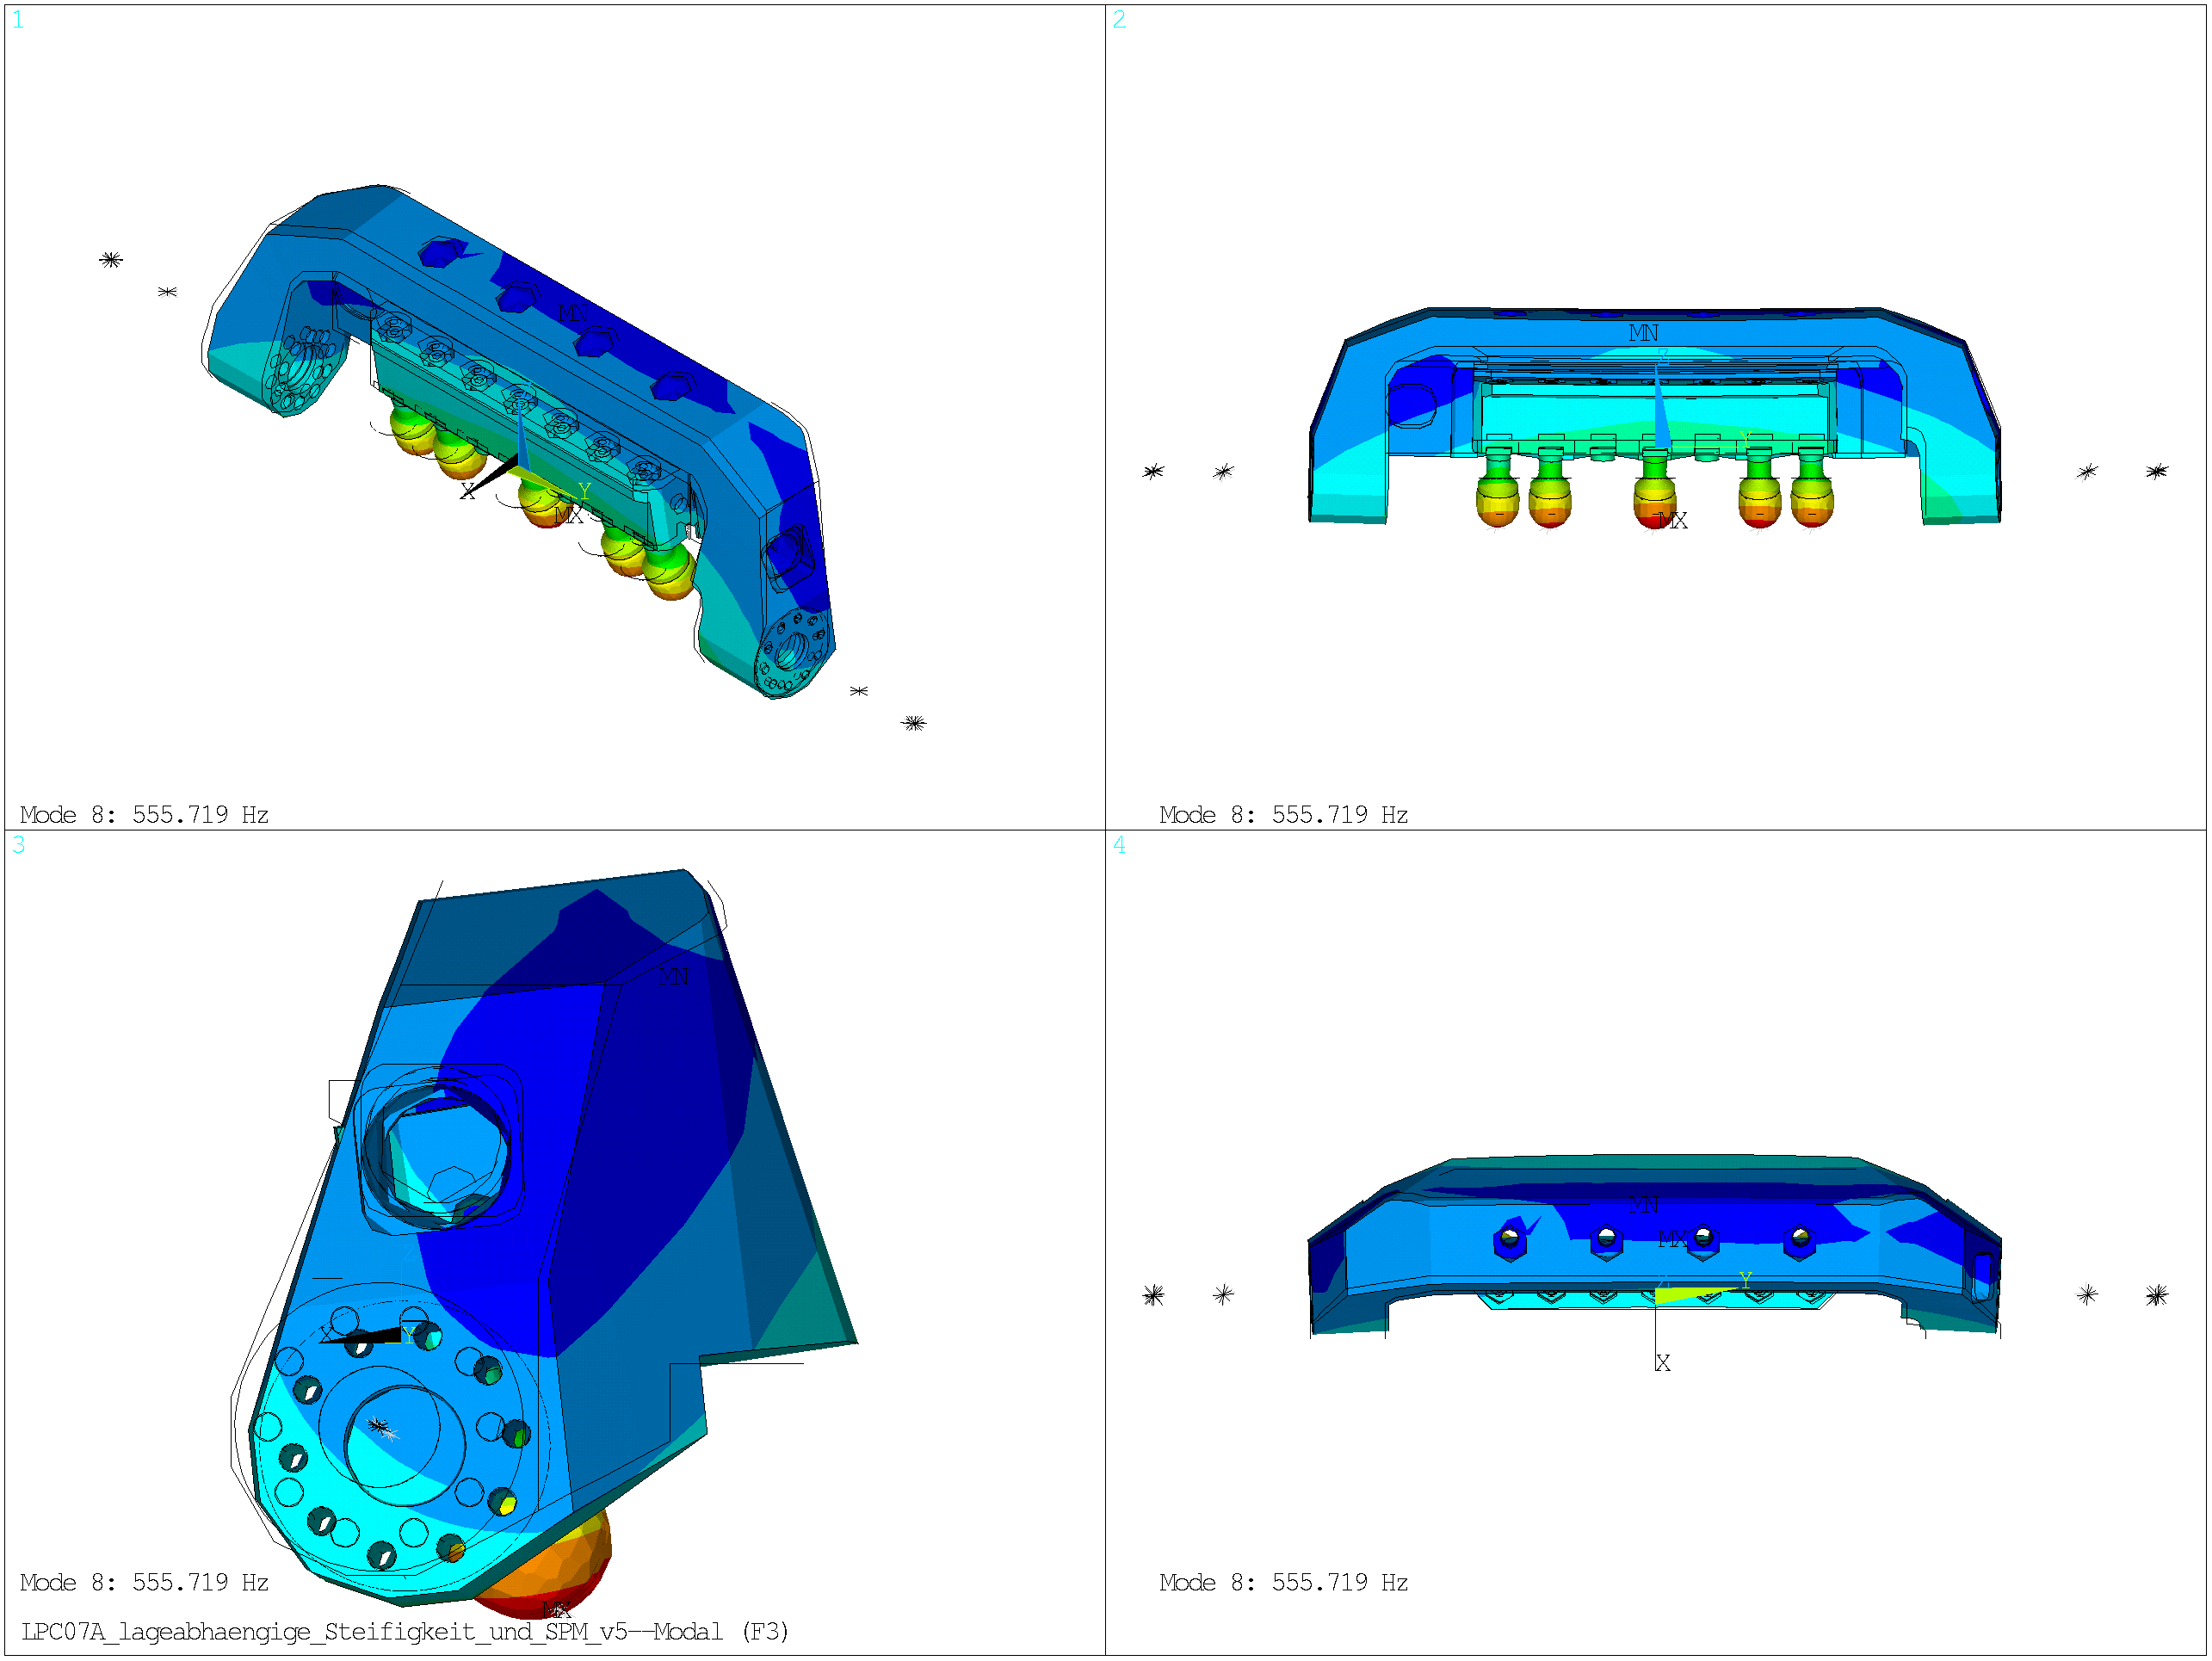 1
MN
X
Y
MX
Mode 8: 555.719 Hz
2
MN
Z
Y
MX
Mode 8: 555.719 Hz
3
MN
X
Y
MX
Mode 8: 555.719 Hz
LPC07A_lageabhaengige_Steifigkeit_und_SPM_v5--Modal (F3)
4
MN
MX
Y
X
Mode 8: 555.719 Hz